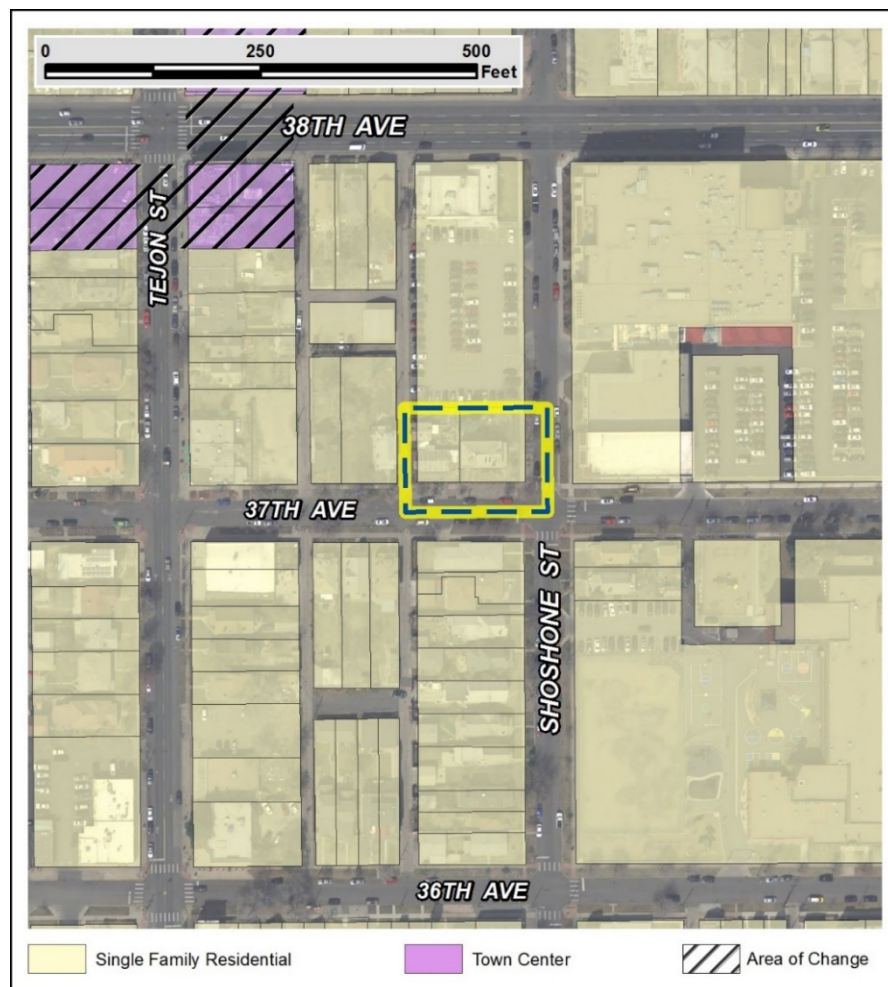 0 250 500
Feet
38TH AVE
TEJON ST
37TH AVE
SHOSHONE ST
36TH AVE
Single Family Residential Town Center Area of Change